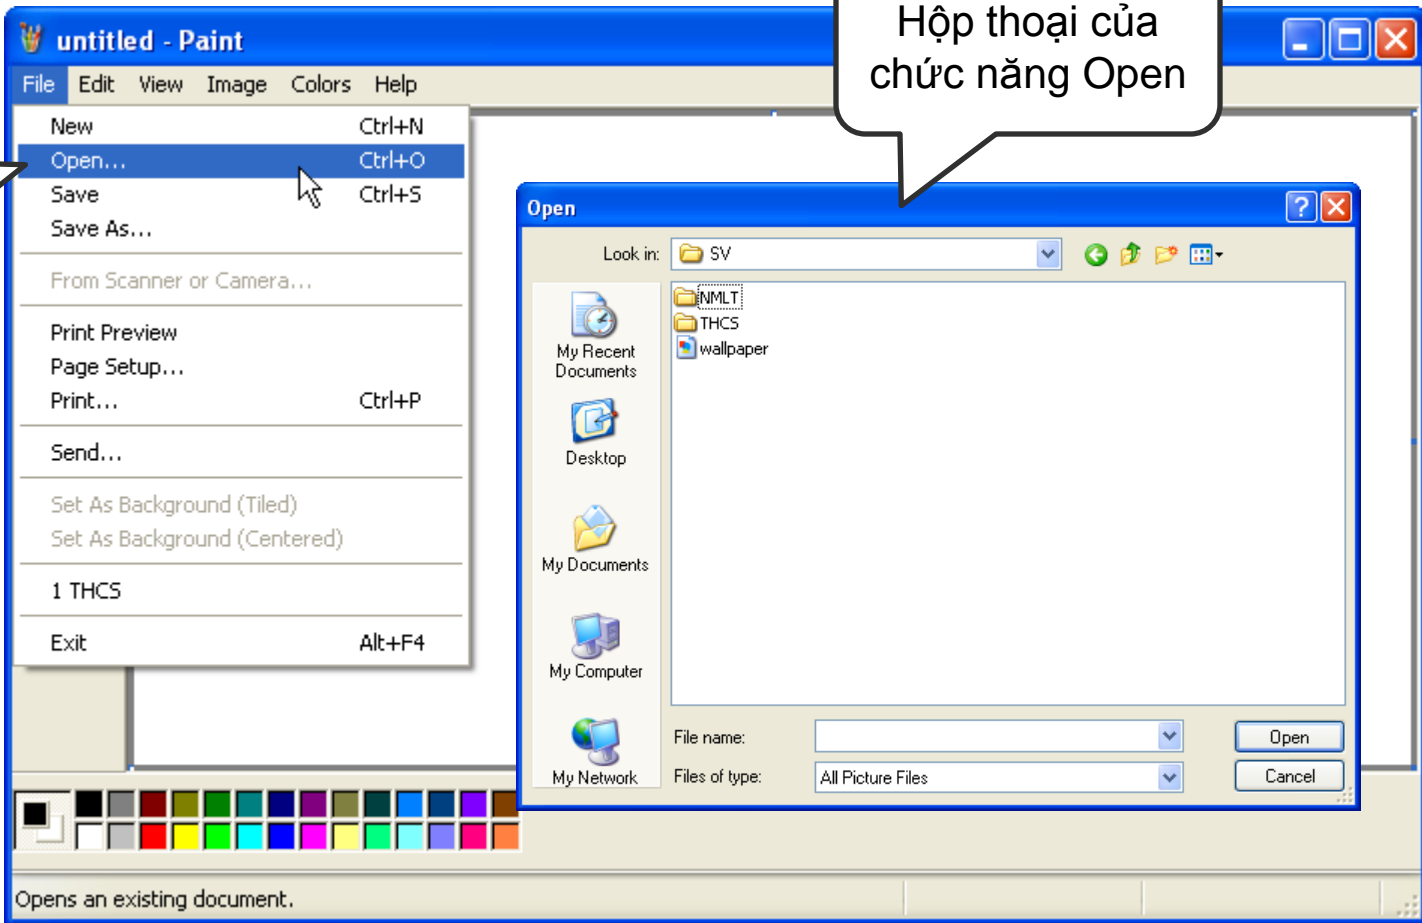 Hộp thoại của
chức năng Open
untitled - Paint
File Edit View Image Colors Help
New Ctrl+N
Open... Ctrl+O
Save Ctrl+S
Save As...
From Scanner or Camera...
Print Preview
Page Setup...
Print... Ctrl+P
Send...
Set As Background (Tiled)
Set As Background (Centered)
1 THCS
Exit Alt+F4
Open
Look in: SV
My Recent
Documents
Desktop
My Documents
My Computer
My Network
NMLT
THCS
wallpaper
File name: Open
Files of type: All Picture Files Cancel
Opens an existing document.